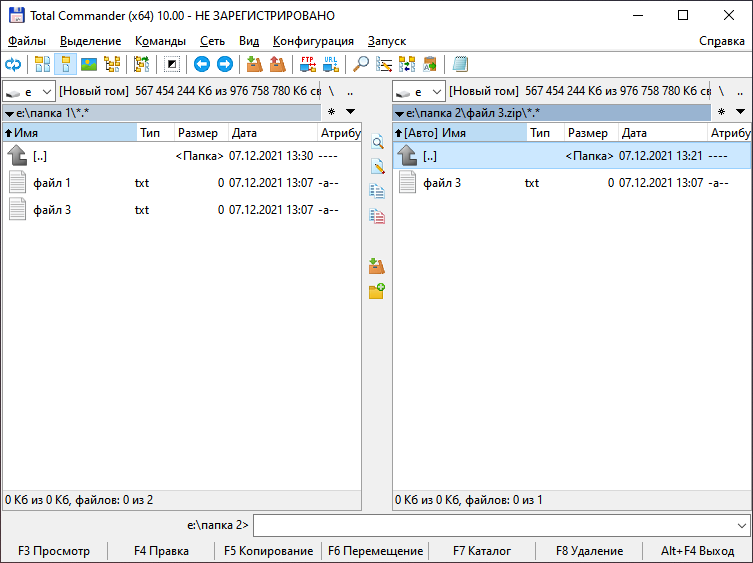 Total Commander (x64) 10.00 - НЕ ЗАРЕГИСТРИРОВАНО
Файлы Выделение Команды Сеть Вид Конфигурация Запуск Справка
FTP URL
e [Новый том] 567 454 244 Кб из 976 758 780 Кб св \ ..
e [Новый том] 567 454 244 Кб из 976 758 780 Кб св \ ..
e:\папка 1\*.* * 
Имя Тип Размер Дата Атрибу
[..] <Папка> 07.12.2021 13:30 ----
файл 1 txt 0 07.12.2021 13:07 -a--
файл 3 txt 0 07.12.2021 13:07 -a--
0 Кб из 0 Кб, файлов: 0 из 2
e:\папка 2\файл 3.zip\*.* *
[Авто] Имя Тип Размер Дата Атрибу
[..] <Папка> 07.12.2021 13:21 ----
файл 3 txt 0 07.12.2021 13:07 -a--
0 Кб из 0 Кб, файлов: 0 из 1
e:\папка 2>
F3 Просмотр F4 Правка F5 Копирование F6 Перемещение F7 Каталог F8 Удаление Alt+F4 Выход